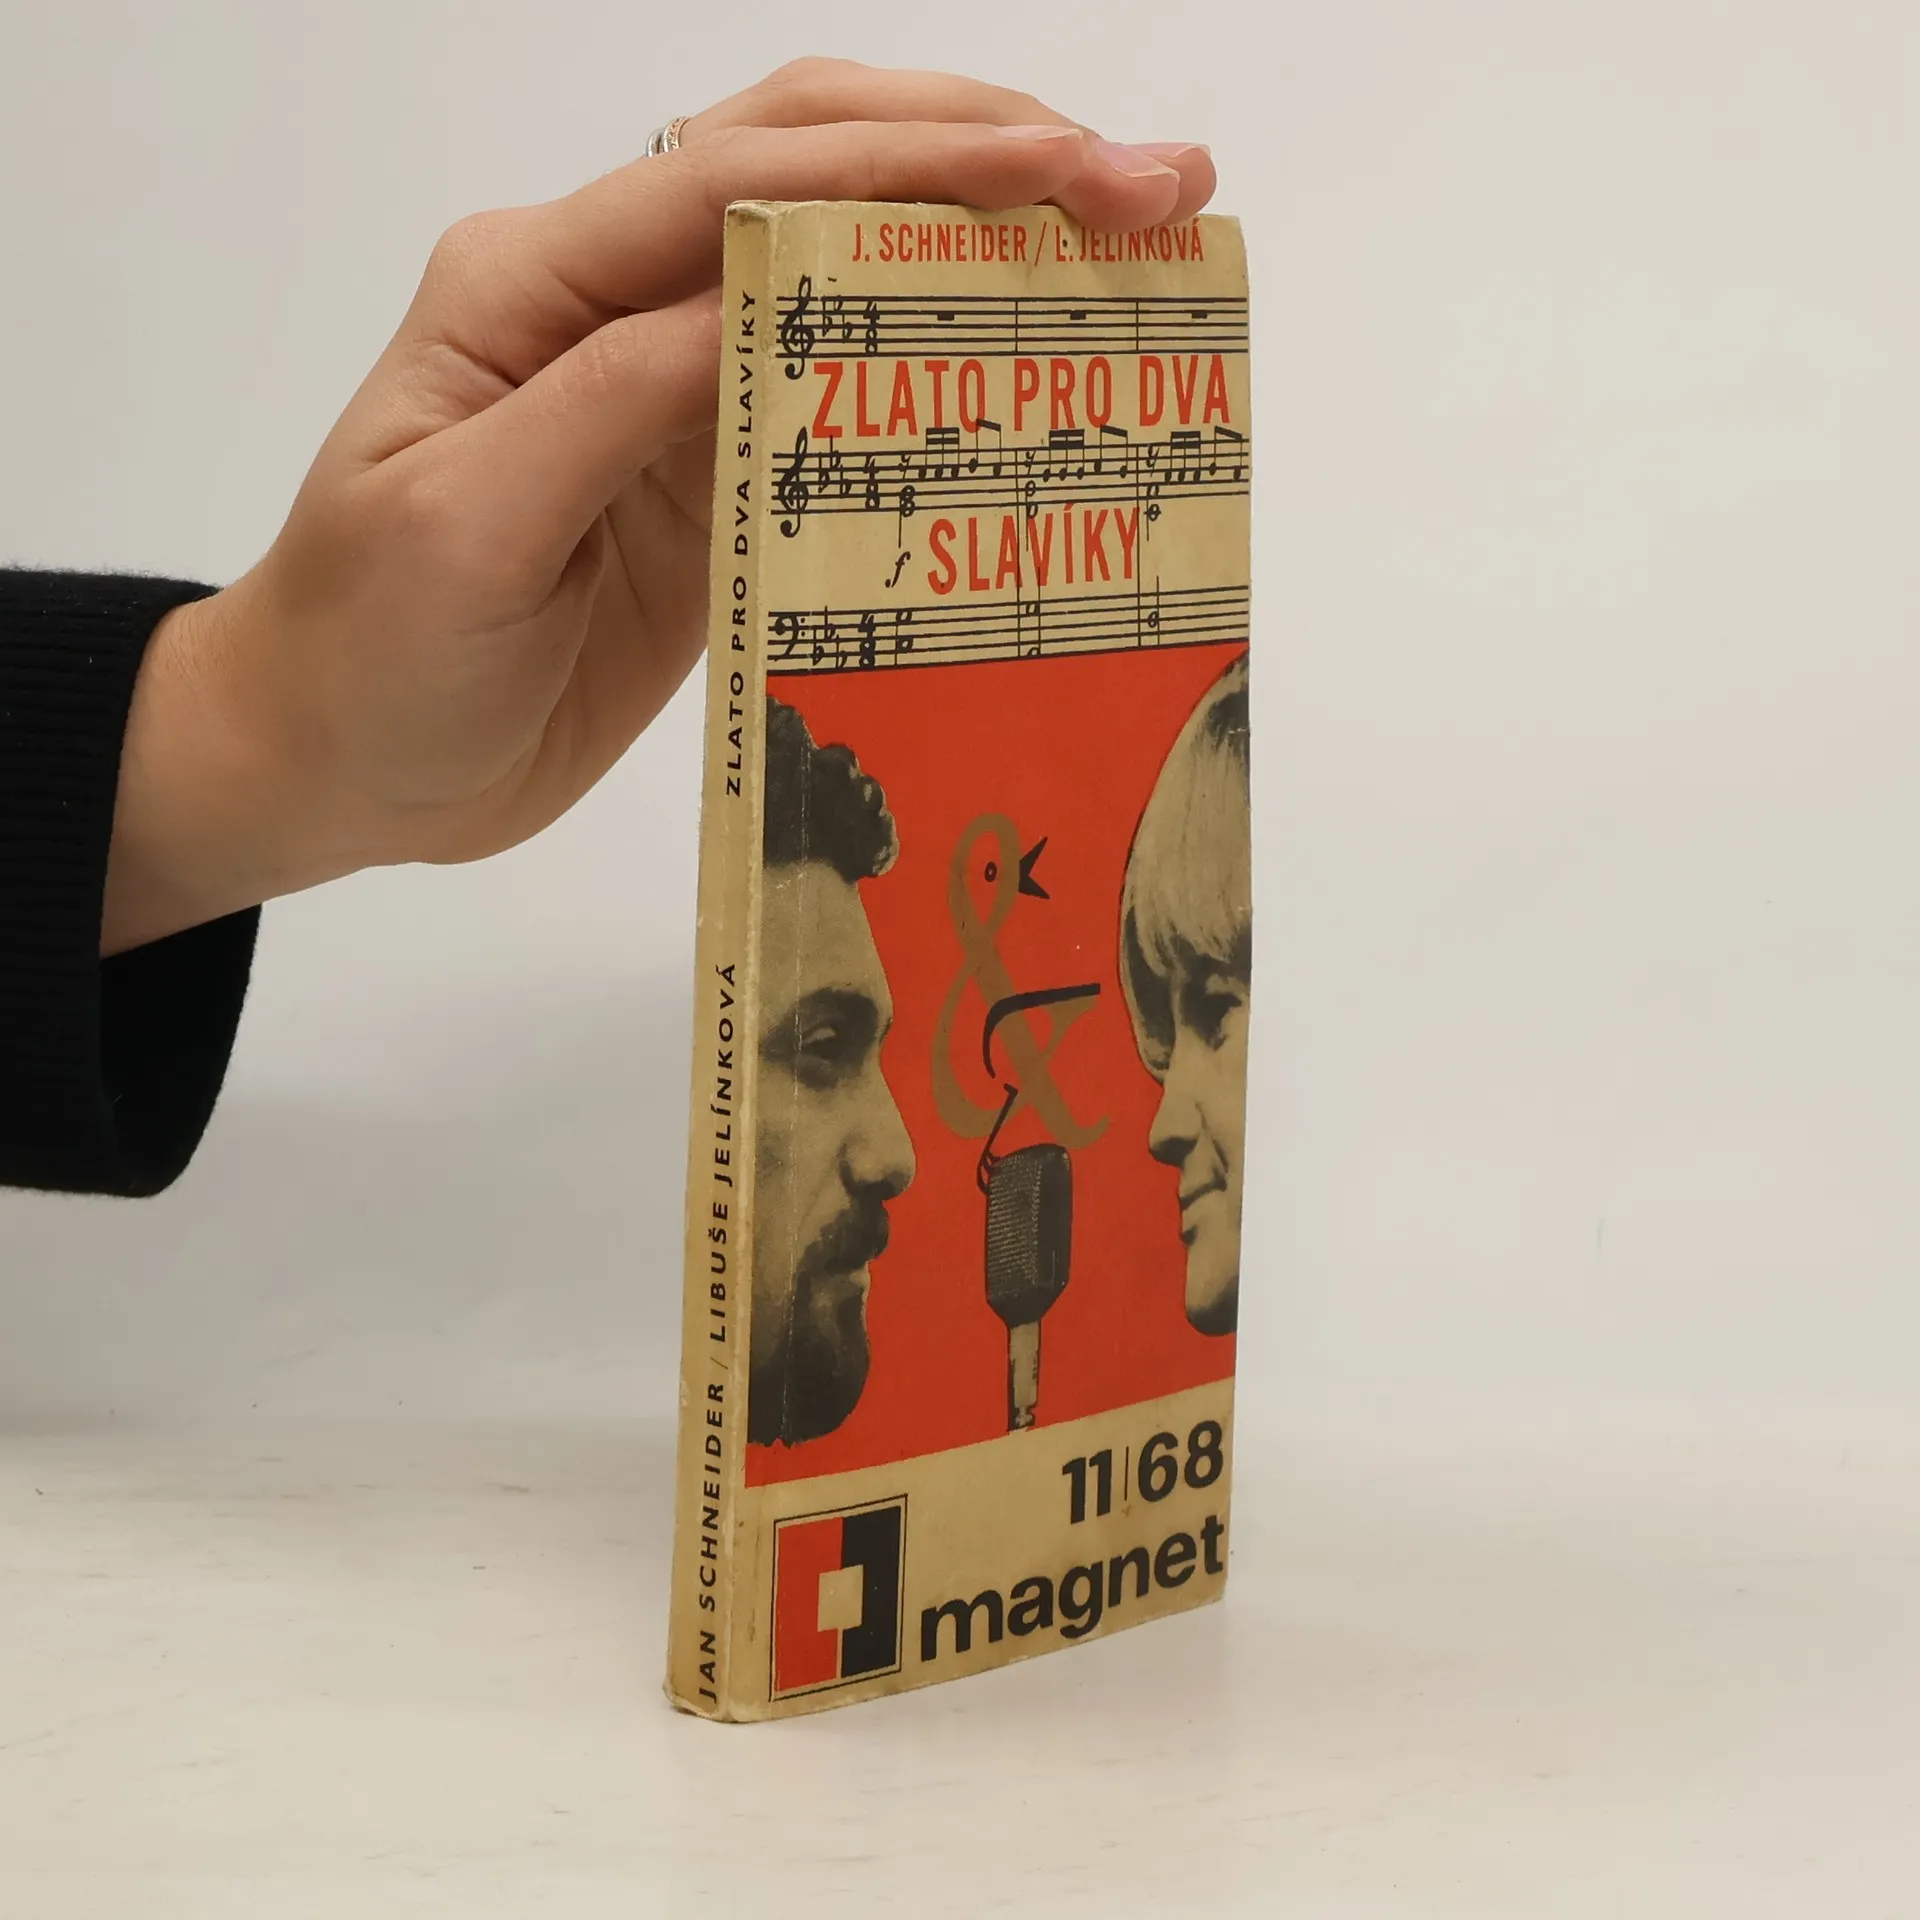 J. SCHNEIDER / L. JELÍNKOVÁ
ZLATO PRO DVA
SLAVÍKY
f
11|68
magnet
JAN SCHNEIDER / LIBUŠE JELÍNKOVÁ ZLATO PRO DVA SLAVÍKY